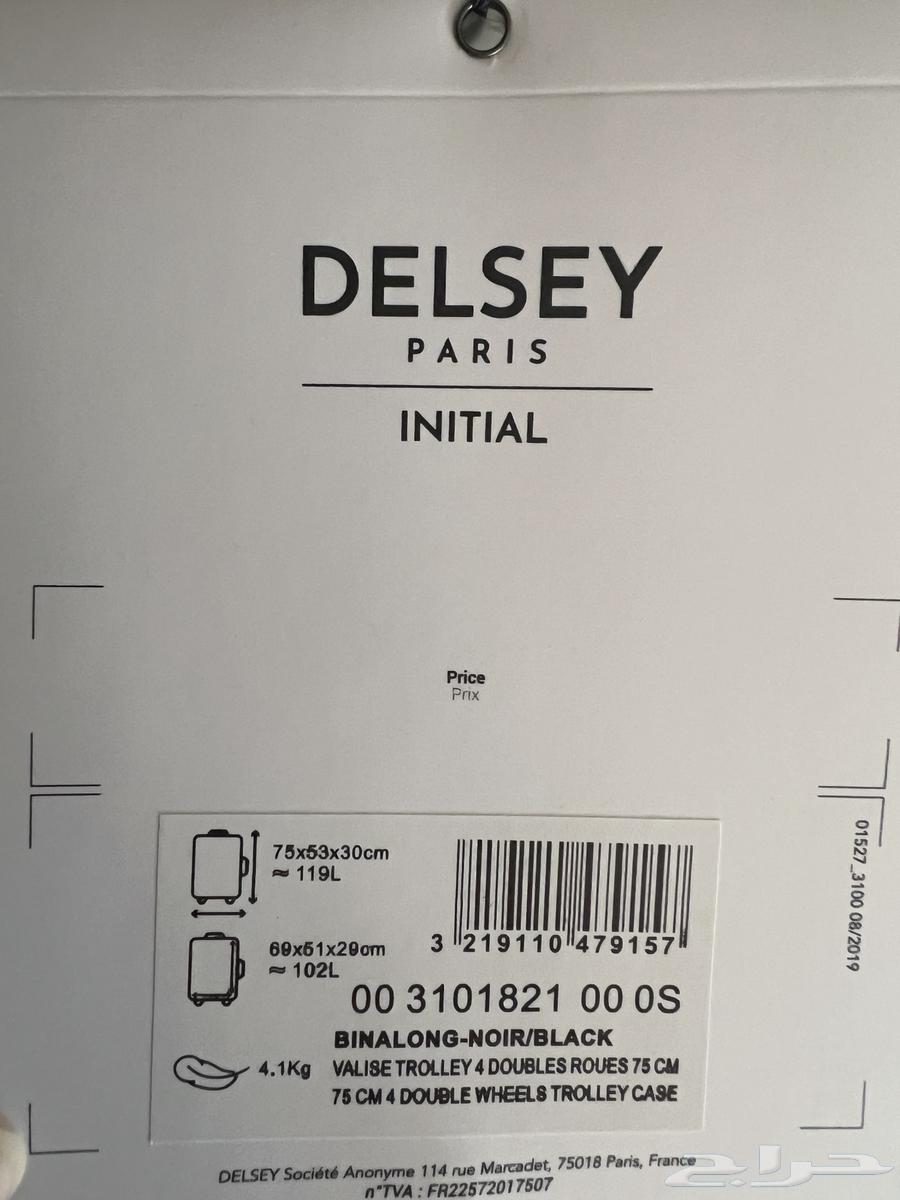 DELSEY
PARIS
INITIAL
Price
Prix
75x53x30cm
≈ 119L
69x51x29cm
≈ 102L
3 219110 479157
00 3101821 00 0S
BINALONG-NOIR/BLACK
4.1Kg
VALISE TROLLEY 4 DOUBLES ROUES 75 CM
75 CM 4 DOUBLE WHEELS TROLLEY CASE
01527_3100 08/2019
DELSEY Société Anonyme 114 rue Marcadet, 75018 Paris, France
n°TVA : FR22572017507
حراج